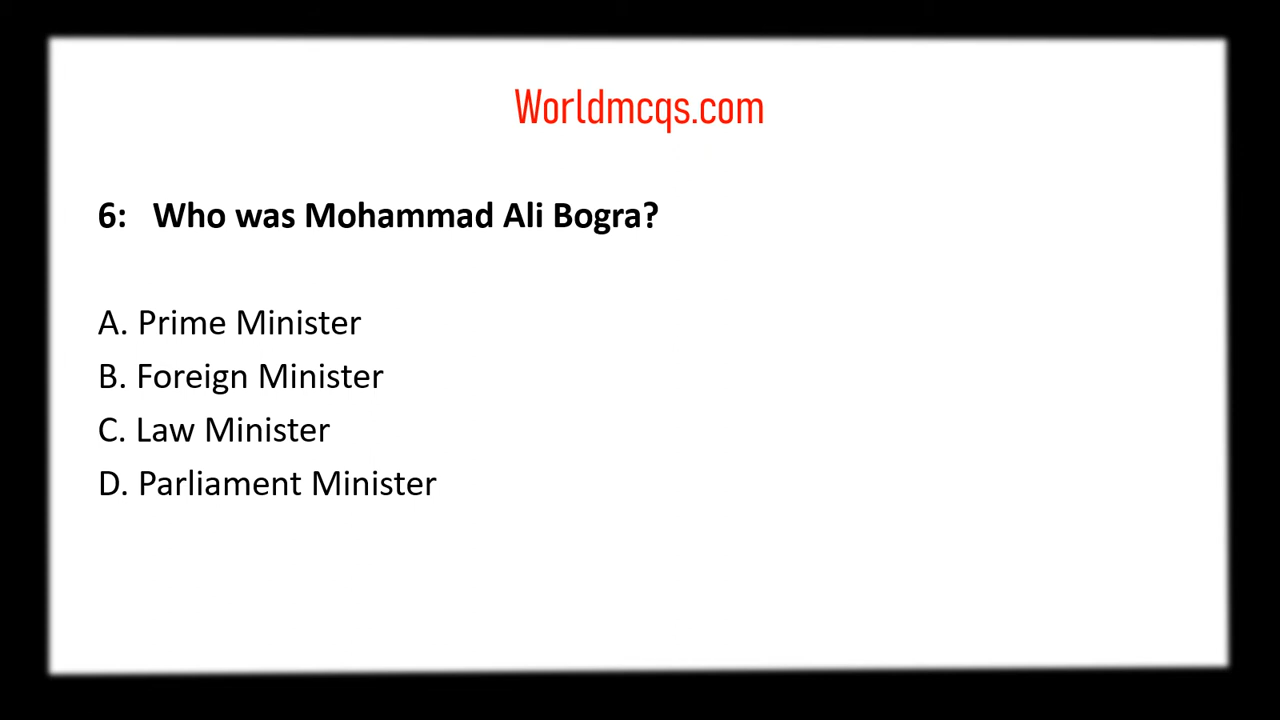 Worldmcqs.com
6: Who was Mohammad Ali Bogra?
A. Prime Minister
B. Foreign Minister
C. Law Minister
D. Parliament Minister